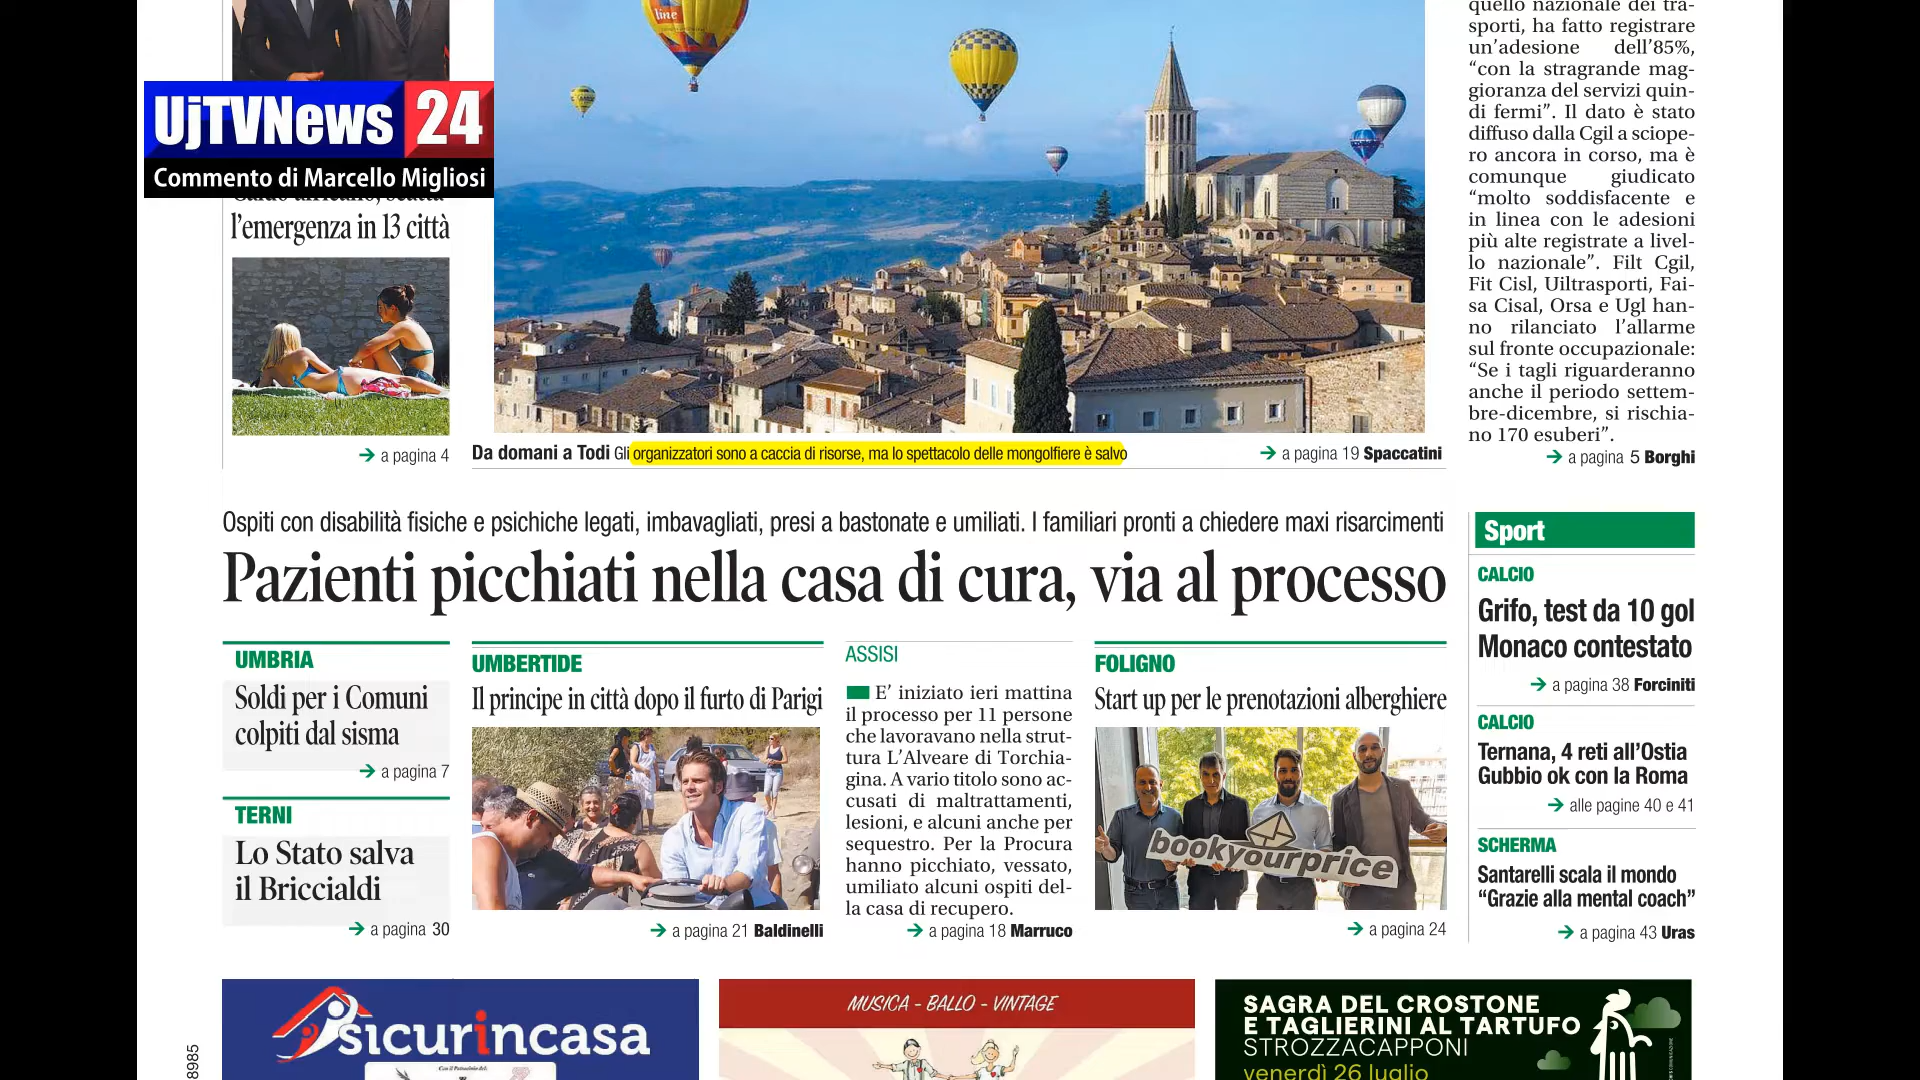 line
UjTVNews 24
Commento di Marcello Migliosi
l'emergenza in 13 città
→ a pagina 4
Da domani a Todi Gli organizzatori sono a caccia di risorse, ma lo spettacolo delle mongolfiere è salvo
→ a pagina 19 Spaccatini
quello nazionale dei tra-
sporti, ha fatto registrare
un'adesione dell'85%,
“con la stragrande mag-
gioranza del servizi quin-
di fermi”. Il dato è stato
diffuso dalla Cgil a sciope-
ro ancora in corso, ma è
comunque giudicato
“molto soddisfacente e
in linea con le adesioni
più alte registrate a livel-
lo nazionale”. Filt Cgil,
Fit Cisl, Uiltrasporti, Fai-
sa Cisal, Orsa e Ugl han-
no rilanciato l'allarme
sul fronte occupazionale:
“Se i tagli riguarderanno
anche il periodo settem-
bre-dicembre, si rischia-
no 170 esuberi”.
→ a pagina 5 Borghi
Ospiti con disabilità fisiche e psichiche legati, imbavagliati, presi a bastonate e umiliati. I familiari pronti a chiedere maxi risarcimenti
Pazienti picchiati nella casa di cura, via al processo
UMBRIA
Soldi per i Comuni
colpiti dal sisma
→ a pagina 7
TERNI
Lo Stato salva
il Briccialdi
→ a pagina 30
UMBERTIDE
Il principe in città dopo il furto di Parigi
→ a pagina 21 Baldinelli
ASSISI
E' iniziato ieri mattina
il processo per 11 persone
che lavoravano nella strut-
tura L'Alveare di Torchia-
gina. A vario titolo sono ac-
cusati di maltrattamenti,
lesioni, e alcuni anche per
sequestro. Per la Procura
hanno picchiato, vessato,
umiliato alcuni ospiti del-
la casa di recupero.
→ a pagina 18 Marruco
FOLIGNO
Start up per le prenotazioni alberghiere
bookyourprice
→ a pagina 24
Sport
CALCIO
Grifo, test da 10 gol
Monaco contestato
→ a pagina 38 Forciniti
CALCIO
Ternana, 4 reti all'Ostia
Gubbio ok con la Roma
→ alle pagine 40 e 41
SCHERMA
Santarelli scala il mondo
“Grazie alla mental coach”
→ a pagina 43 Uras
8985
sicurincasa
Con il Patrocinio del:
MUSICA - BALLO - VINTAGE
SAGRA DEL CROSTONE
E TAGLIERINI AL TARTUFO
STROZZACAPPONI
venerdì 26 luglio